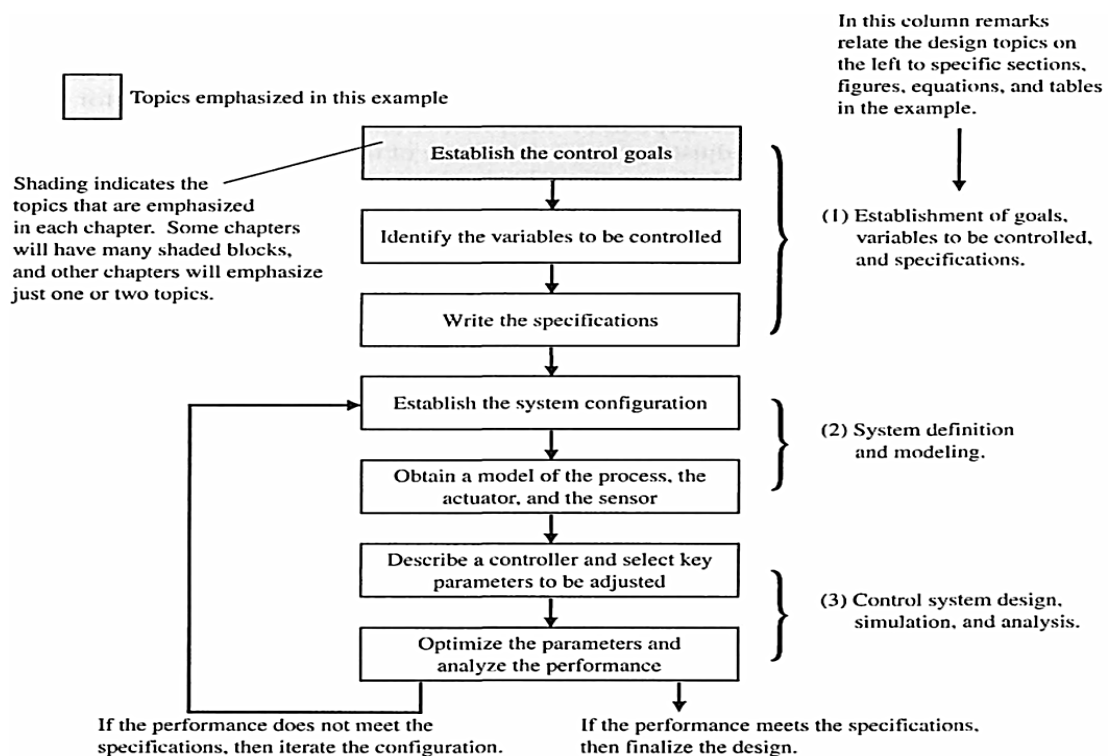 In this column remarks
relate the design topics on
the left to specific sections,
figures, equations, and tables
in the example.
Topics emphasized in this example
Establish the control goals
Shading indicates the
topics that are emphasized
in each chapter. Some chapters
will have many shaded blocks,
and other chapters will emphasize
just one or two topics.
Identify the variables to be controlled
(1) Establishment of goals,
variables to be controlled,
and specifications.
Write the specifications
Establish the system configuration
(2) System definition
and modeling.
Obtain a model of the process, the
actuator, and the sensor
Describe a controller and select key
parameters to be adjusted
(3) Control system design,
simulation, and analysis.
Optimize the parameters and
analyze the performance
If the performance does not meet the
specifications, then iterate the configuration.
If the performance meets the specifications,
then finalize the design.